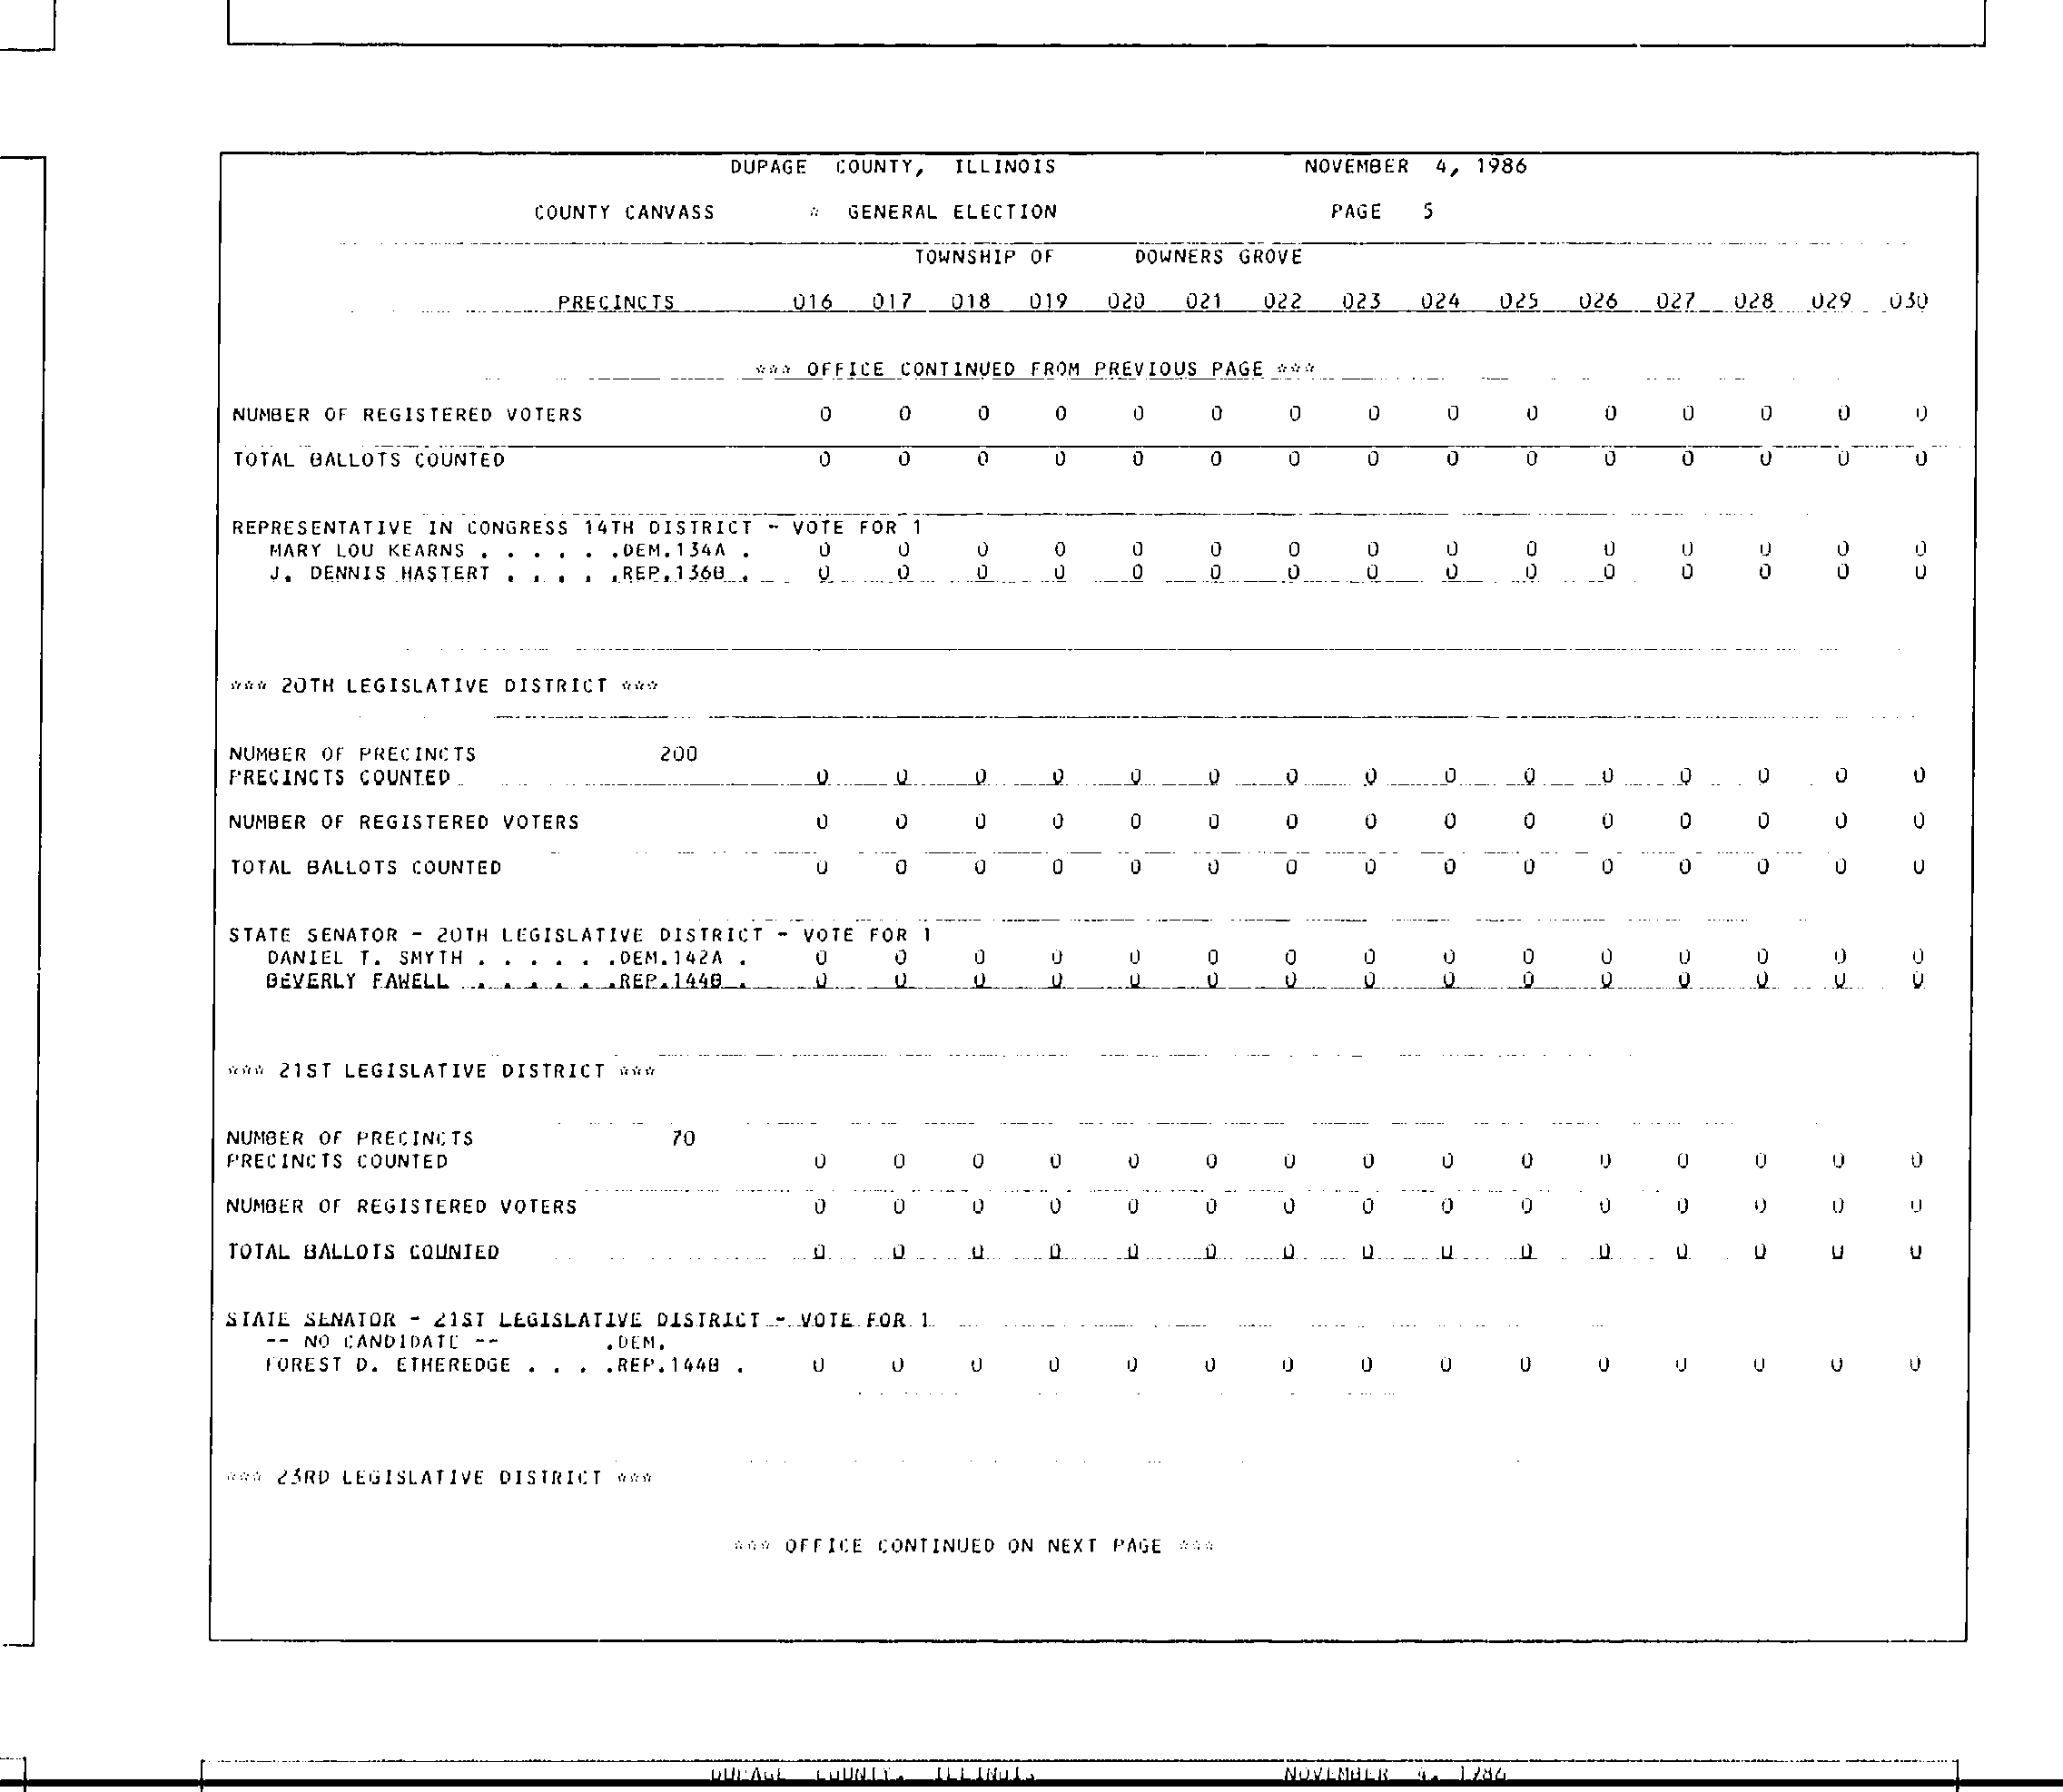 DUPAGE COUNTY, ILLINOIS NOVEMBER 4, 1986
COUNTY CANVASS * GENERAL ELECTION PAGE 5
TOWNSHIP OF DOWNERS GROVE
PRECINCTS 016 017 018 019 020 021 022 023 024 025 026 027 028 029 030
*** OFFICE CONTINUED FROM PREVIOUS PAGE ***
NUMBER OF REGISTERED VOTERS 0 0 0 0 0 0 0 0 0 0 0 0 0 0 0
TOTAL BALLOTS COUNTED 0 0 0 0 0 0 0 0 0 0 0 0 0 0 0
REPRESENTATIVE IN CONGRESS 14TH DISTRICT - VOTE FOR 1
MARY LOU KEARNS . . . . . .DEM.134A . 0 0 0 0 0 0 0 0 0 0 0 0 0 0 0
J. DENNIS HASTERT . . . . .REP.136B . 0 0 0 0 0 0 0 0 0 0 0 0 0 0 0
*** 20TH LEGISLATIVE DISTRICT ***
NUMBER OF PRECINCTS 200
PRECINCTS COUNTED 0 0 0 0 0 0 0 0 0 0 0 0 0 0 0
NUMBER OF REGISTERED VOTERS 0 0 0 0 0 0 0 0 0 0 0 0 0 0 0
TOTAL BALLOTS COUNTED 0 0 0 0 0 0 0 0 0 0 0 0 0 0 0
STATE SENATOR - 20TH LEGISLATIVE DISTRICT - VOTE FOR 1
DANIEL T. SMYTH . . . . . .DEM.142A . 0 0 0 0 0 0 0 0 0 0 0 0 0 0 0
BEVERLY FAWELL . . . . . .REP.144B . 0 0 0 0 0 0 0 0 0 0 0 0 0 0 0
*** 21ST LEGISLATIVE DISTRICT ***
NUMBER OF PRECINCTS 70
PRECINCTS COUNTED 0 0 0 0 0 0 0 0 0 0 0 0 0 0 0
NUMBER OF REGISTERED VOTERS 0 0 0 0 0 0 0 0 0 0 0 0 0 0 0
TOTAL BALLOTS COUNTED 0 0 0 0 0 0 0 0 0 0 0 0 0 0 0
STATE SENATOR - 21ST LEGISLATIVE DISTRICT - VOTE FOR 1
-- NO CANDIDATE -- .DEM.
FOREST D. ETHEREDGE . . . .REP.144B . 0 0 0 0 0 0 0 0 0 0 0 0 0 0 0
*** 23RD LEGISLATIVE DISTRICT ***
*** OFFICE CONTINUED ON NEXT PAGE ***
DUPAGE COUNTY, ILLINOIS NOVEMBER 4, 1986